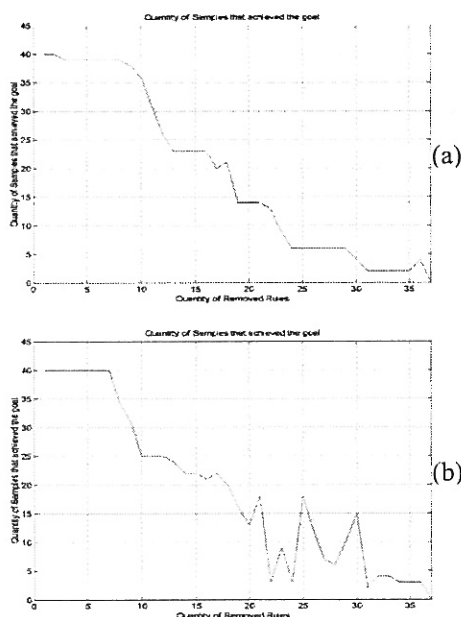 Quantity of Samples that achieved the goal
45
40
35
30
25
20
15
10
5
0
Quantity of Samples that achieved the goal
0 5 10 15 20 25 30 35
Quantity of Removed Rules
(a)
Quantity of Samples that achieved the goal
45
40
35
30
25
20
15
10
5
0
Quantity of Samples that achieved the goal
0 5 10 15 20 25 30 35
Quantity of Removed Rules
(b)